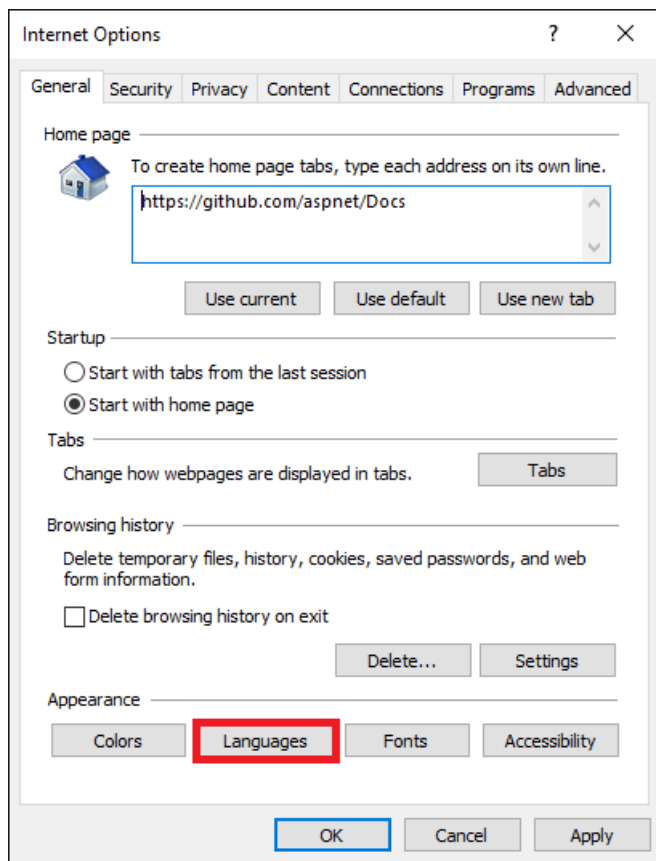 Internet Options ?
General Security Privacy Content Connections Programs Advanced
Home page
To create home page tabs, type each address on its own line.
https://github.com/aspnet/Docs
Use current Use default Use new tab
Startup
Start with tabs from the last session
Start with home page
Tabs
Change how webpages are displayed in tabs. Tabs
Browsing history
Delete temporary files, history, cookies, saved passwords, and web
form information.
Delete browsing history on exit
Delete... Settings
Appearance
Colors Languages Fonts Accessibility
OK Cancel Apply